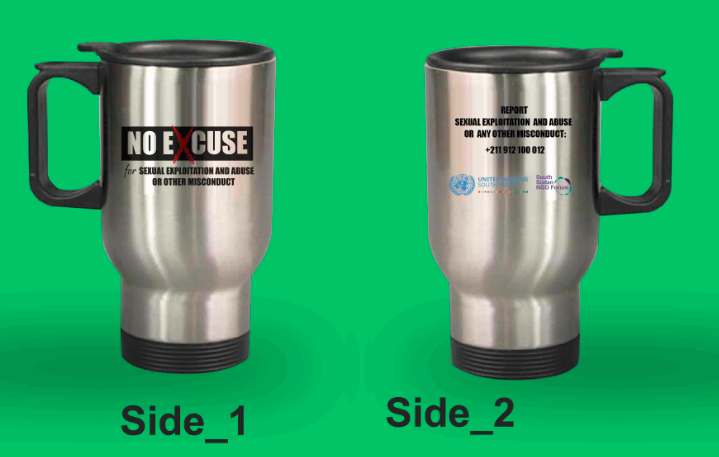 NO EXCUSE
for SEXUAL EXPLOITATION AND ABUSE
OR OTHER MISCONDUCT
REPORT
SEXUAL EXPLOITATION AND ABUSE
OR ANY OTHER MISCONDUCT:
+211 912 100 012
UNITED NATIONS
SOUTH SUDAN
South
Sudan
NGO Forum
Side_1
Side_2